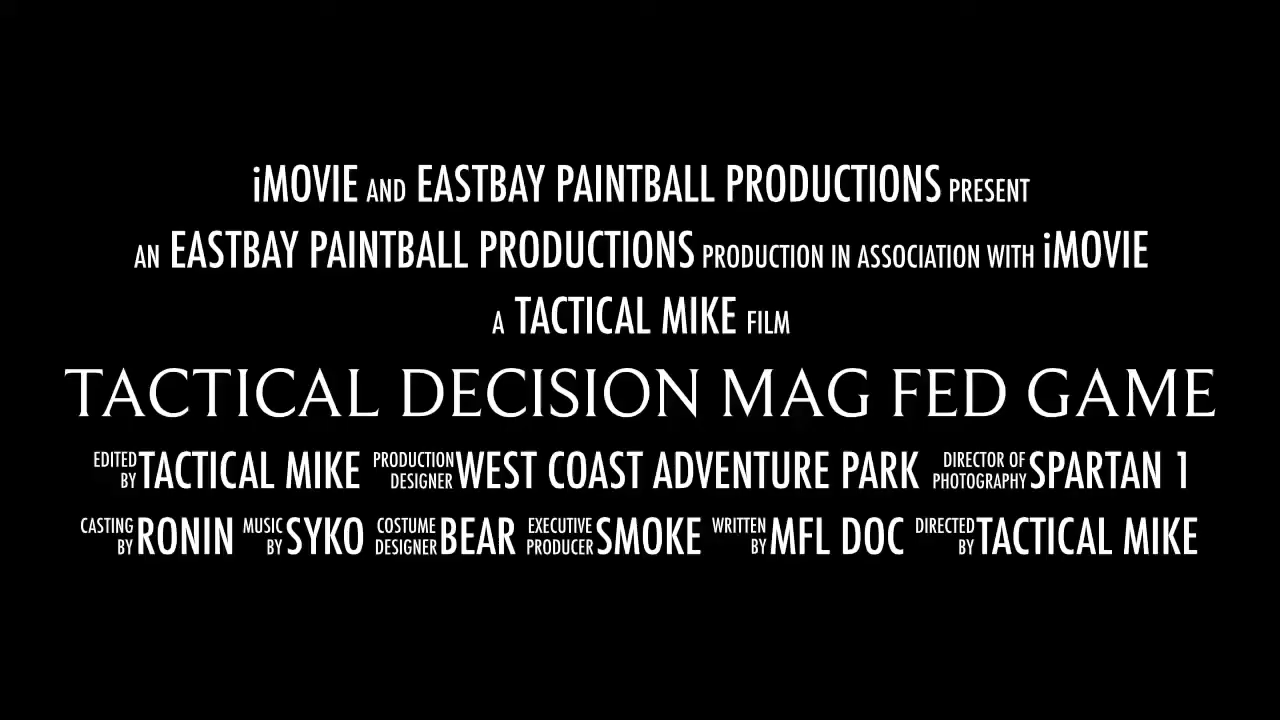 iMOVIE AND EASTBAY PAINTBALL PRODUCTIONS PRESENT
AN EASTBAY PAINTBALL PRODUCTIONS PRODUCTION IN ASSOCIATION WITH iMOVIE
A TACTICAL MIKE FILM
TACTICAL DECISION MAG FED GAME
EDITED BY TACTICAL MIKE PRODUCTION DESIGNER WEST COAST ADVENTURE PARK DIRECTOR OF PHOTOGRAPHY SPARTAN 1
CASTING BY RONIN MUSIC BY SYKO COSTUME DESIGNER BEAR EXECUTIVE PRODUCER SMOKE WRITTEN BY MFL DOC DIRECTED BY TACTICAL MIKE